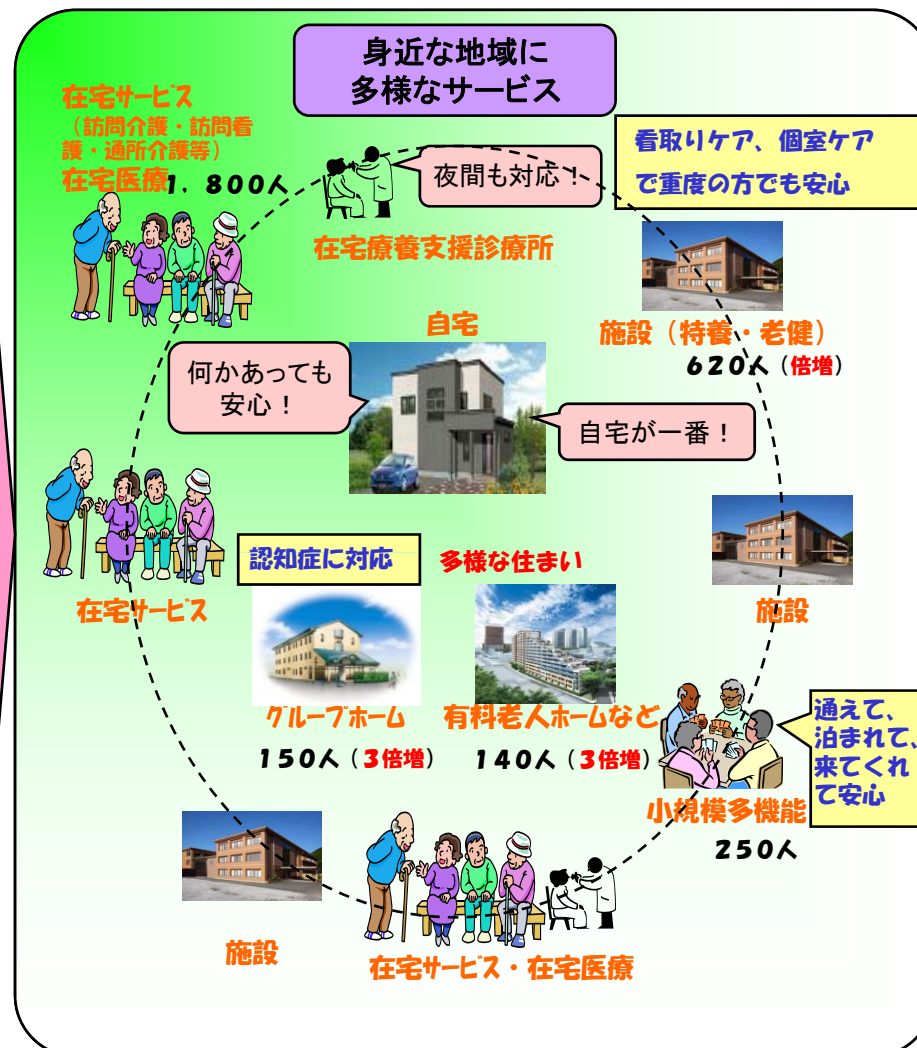 身近な地域に
多様なサービス
在宅サービス
（訪問介護・訪問看
護・通所介護等）
在宅医療
1，800人
夜間も対応！
看取りケア、個室ケア
で重度の方でも安心
在宅療養支援診療所
自宅
施設（特養・老健）
620人（倍増）
何かあっても
安心！
自宅が一番！
認知症に対応
多様な住まい
在宅サービス
施設
グループホーム
有料老人ホームなど
150人（3倍増）
140人（3倍増）
通えて、
泊まれて、
来てくれ
て安心
小規模多機能
250人
施設
在宅サービス・在宅医療